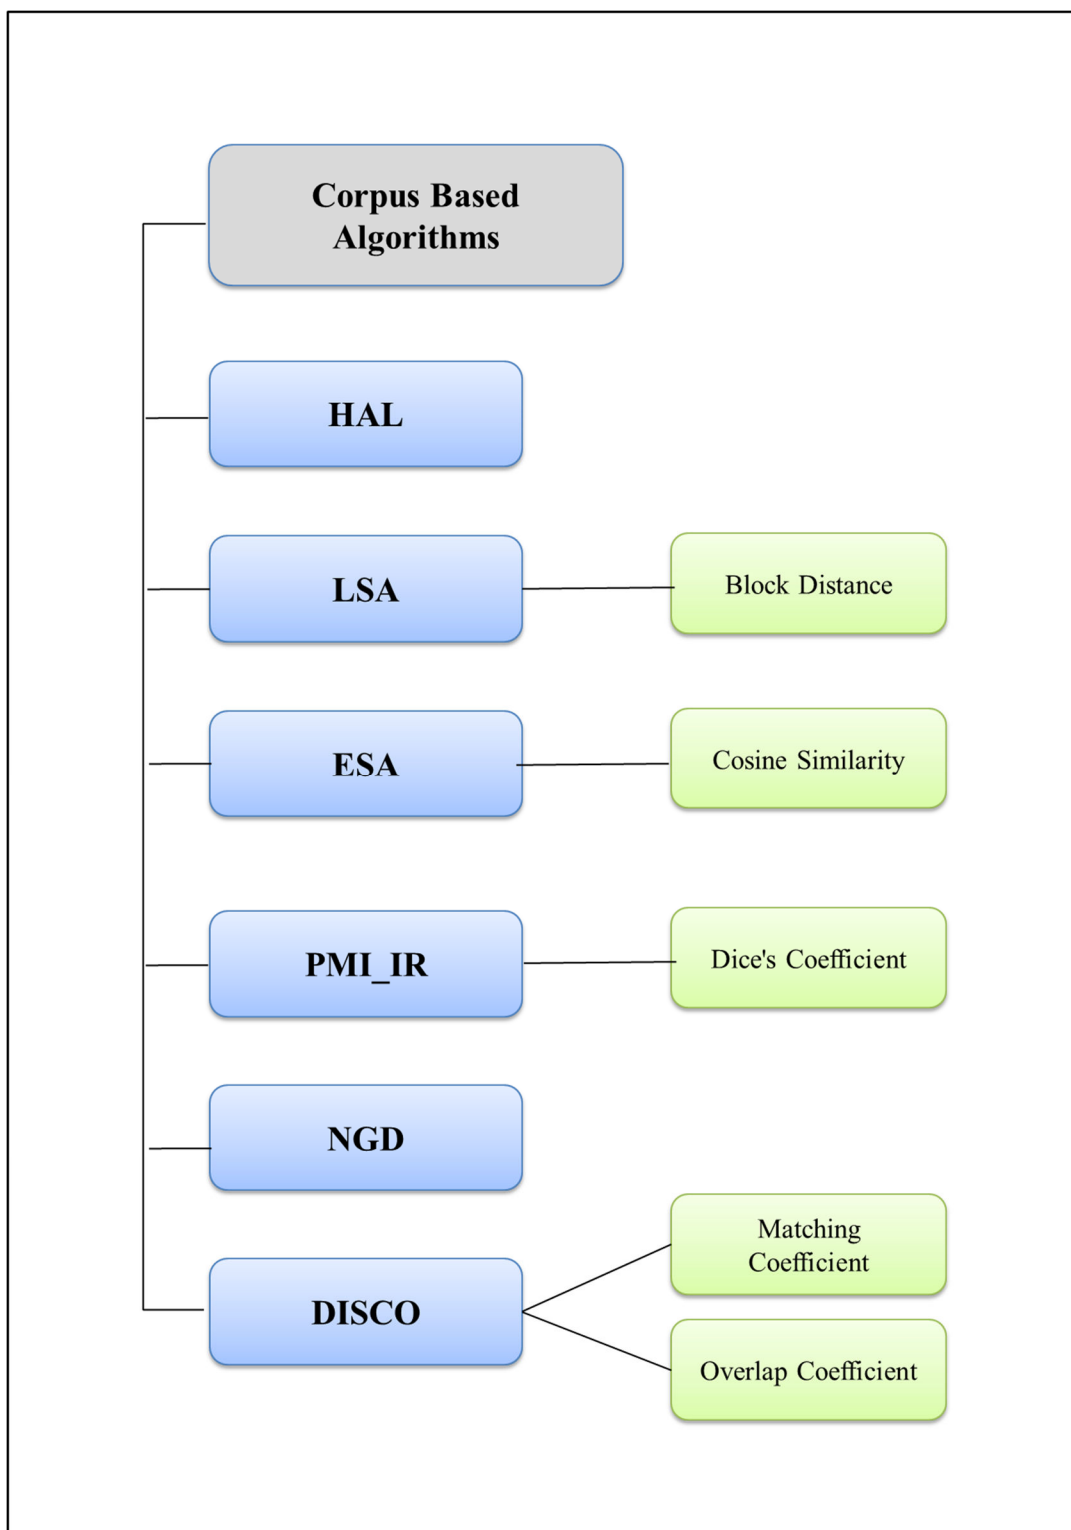 Corpus Based
Algorithms
HAL
LSA
Block Distance
ESA
Cosine Similarity
PMI_IR
Dice's Coefficient
NGD
DISCO
Matching
Coefficient
Overlap Coefficient